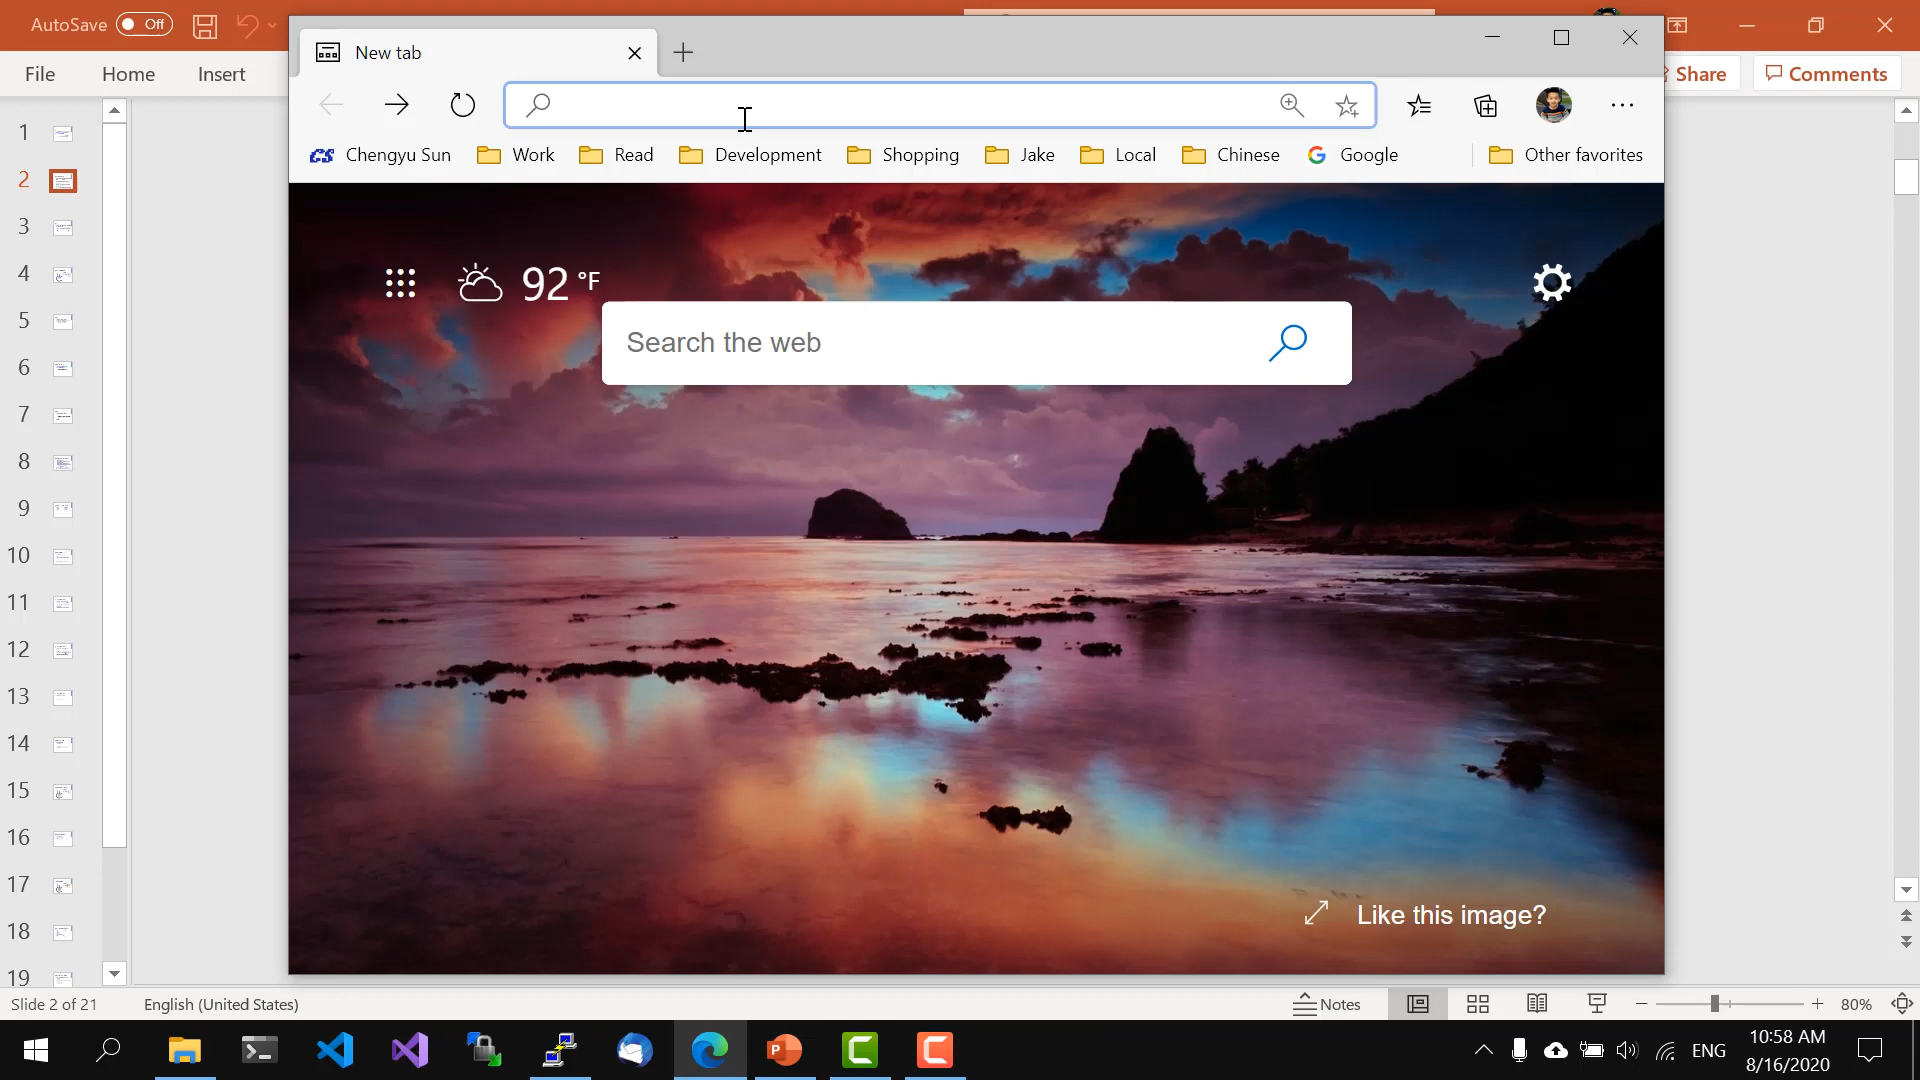 AutoSave Off
File Home Insert
Share Comments
New tab
Chengyu Sun Work Read Development Shopping Jake Local Chinese Google Other favorites
92 °F
Search the web
Like this image?
1
2
3
4
5
6
7
8
9
10
11
12
13
14
15
16
17
18
19
Slide 2 of 21 English (United States) Notes 80%
ENG 10:58 AM
8/16/2020